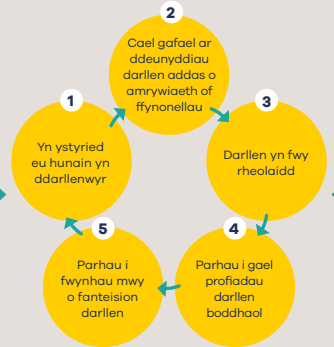 1
Yn ystyried
eu hunain yn
ddarllenwyr
2
Cael gafael ar
ddeunyddiau
darllen addas o
amrywiaeth of
ffynonellau
3
Darllen yn fwy
rheolaidd
4
Parhau i gael
profiadau
darllen
boddhaol
5
Parhau i
fwynhau mwy
o fanteision
darllen